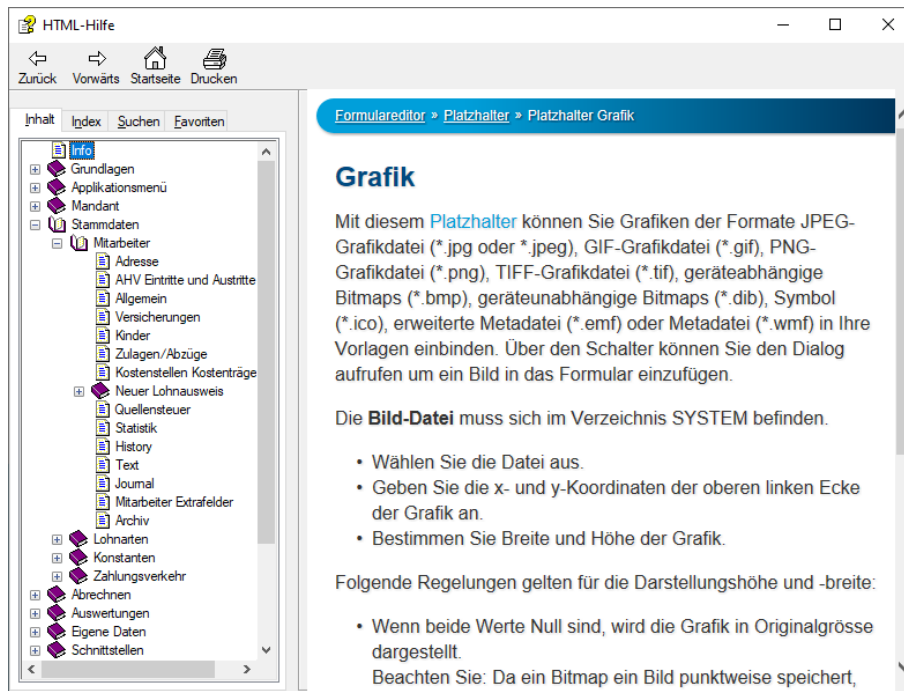 HTML-Hilfe
Zurück Vorwärts Startseite Drucken
Inhalt Index Suchen Favoriten
Info
Grundlagen
Applikationsmenü
Mandant
Stammdaten
Mitarbeiter
Adresse
AHV Eintritte und Austritte
Allgemein
Versicherungen
Kinder
Zulagen/Abzüge
Kostenstellen Kostenträge
Neuer Lohnausweis
Quellensteuer
Statistik
History
Text
Journal
Mitarbeiter Extrafelder
Archiv
Lohnarten
Konstanten
Zahlungsverkehr
Abrechnen
Auswertungen
Eigene Daten
Schnittstellen
Formulareditor » Platzhalter » Platzhalter Grafik
Grafik
Mit diesem Platzhalter können Sie Grafiken der Formate JPEG-
Grafikdatei (*.jpg oder *.jpeg), GIF-Grafikdatei (*.gif), PNG-
Grafikdatei (*.png), TIFF-Grafikdatei (*.tif), geräteabhängige
Bitmaps (*.bmp), geräteunabhängige Bitmaps (*.dib), Symbol
(*.ico), erweiterte Metadatei (*.emf) oder Metadatei (*.wmf) in Ihre
Vorlagen einbinden. Über den Schalter können Sie den Dialog
aufrufen um ein Bild in das Formular einzufügen.
Die Bild-Datei muss sich im Verzeichnis SYSTEM befinden.
• Wählen Sie die Datei aus.
• Geben Sie die x- und y-Koordinaten der oberen linken Ecke
der Grafik an.
• Bestimmen Sie Breite und Höhe der Grafik.
Folgende Regelungen gelten für die Darstellungshöhe und -breite:
• Wenn beide Werte Null sind, wird die Grafik in Originalgrösse
dargestellt.
Beachten Sie: Da ein Bitmap ein Bild punktweise speichert,